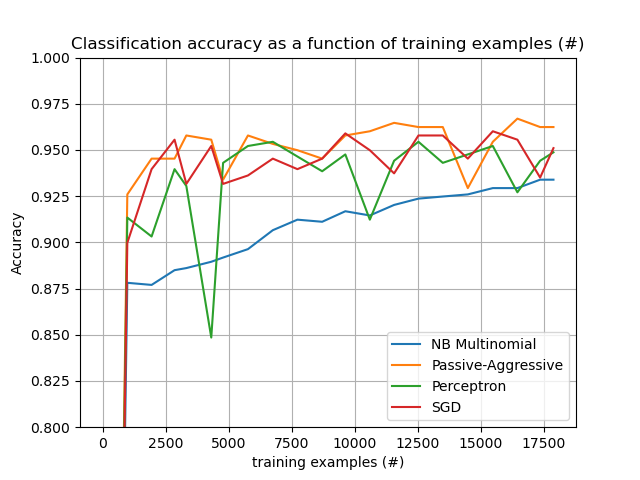 Classification accuracy as a function of training examples (#)
1.000
0.975
0.950
0.925
0.900
0.875
0.850
0.825
0.800
Accuracy
NB Multinomial
Passive-Aggressive
Perceptron
SGD
0 2500 5000 7500 10000 12500 15000 17500
training examples (#)